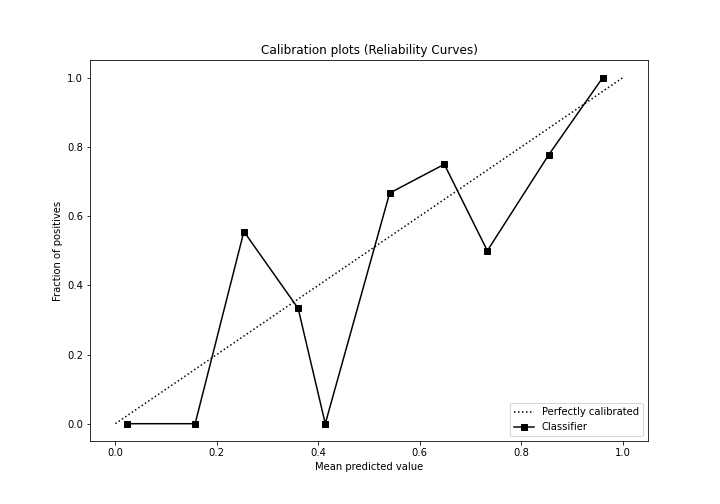 Calibration plots (Reliability Curves)
1.0
0.8
0.6
0.4
0.2
0.0
Fraction of positives
0.0 0.2 0.4 0.6 0.8 1.0
Mean predicted value
Perfectly calibrated
Classifier